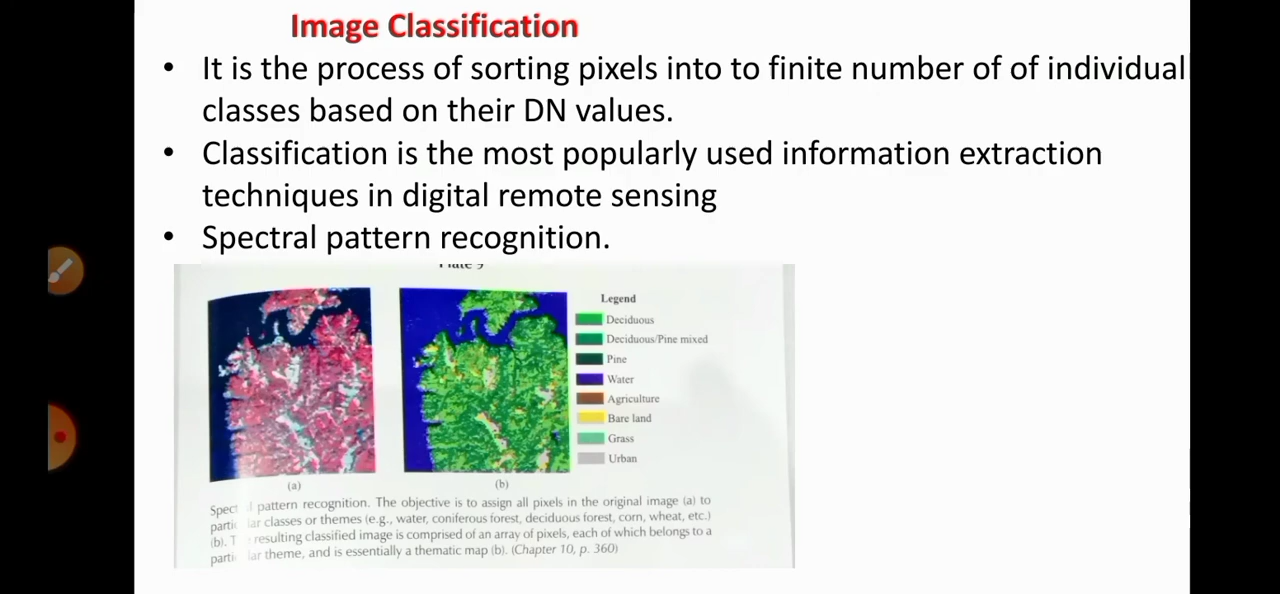 Image Classification
• It is the process of sorting pixels into to finite number of of individual
classes based on their DN values.
• Classification is the most popularly used information extraction
techniques in digital remote sensing
• Spectral pattern recognition.
Plate 9
Legend
Deciduous
Deciduous/Pine mixed
Pine
Water
Agriculture
Bare land
Grass
Urban
(a)
(b)
pattern recognition. The objective is to assign all pixels in the original image (a) to
classes or themes (e.g., water, coniferous forest, deciduous forest, corn, wheat, etc.)
(b). resulting classified image is comprised of an array of pixels, each of which belongs to a
theme, and is essentially a thematic map (b). (Chapter 10, p. 360)